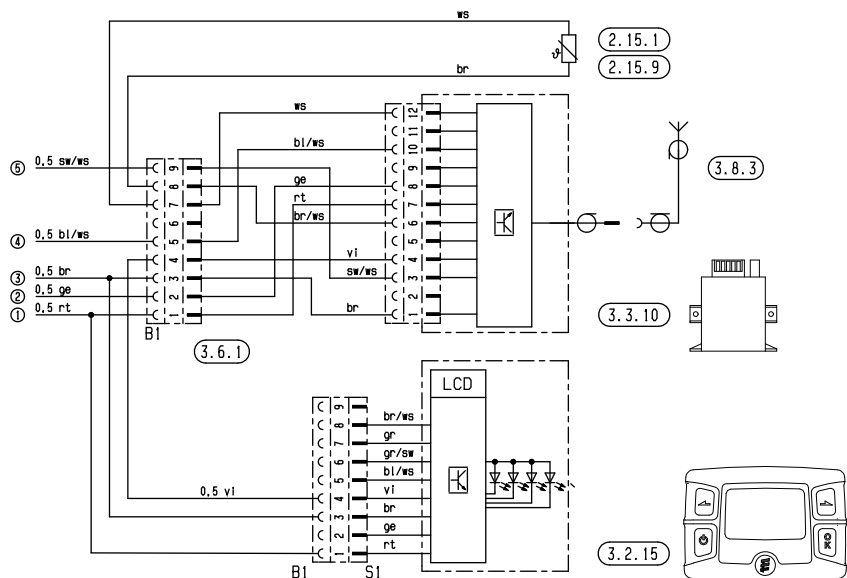 ws
2.15.1
2.15.9
br
ws
12
11
bl/ws
10
3.8.3
⑤ 0,5 sw/ws
9
9
8
ge
8
7
rt
7
6
br/ws
6
④ 0,5 bl/ws
5
5
4
vi
4
③ 0,5 br
3
sw/ws
3
② 0,5 ge
2
2
① 0,5 rt
1
br
1
3.3.10
B1
3.6.1
LCD
9
br/ws
8
gr
7
gr/sw
6
bl/ws
5
0,5 vi
4
vi
br
3
ge
2
rt
1
3.2.15
OK
B1
S1